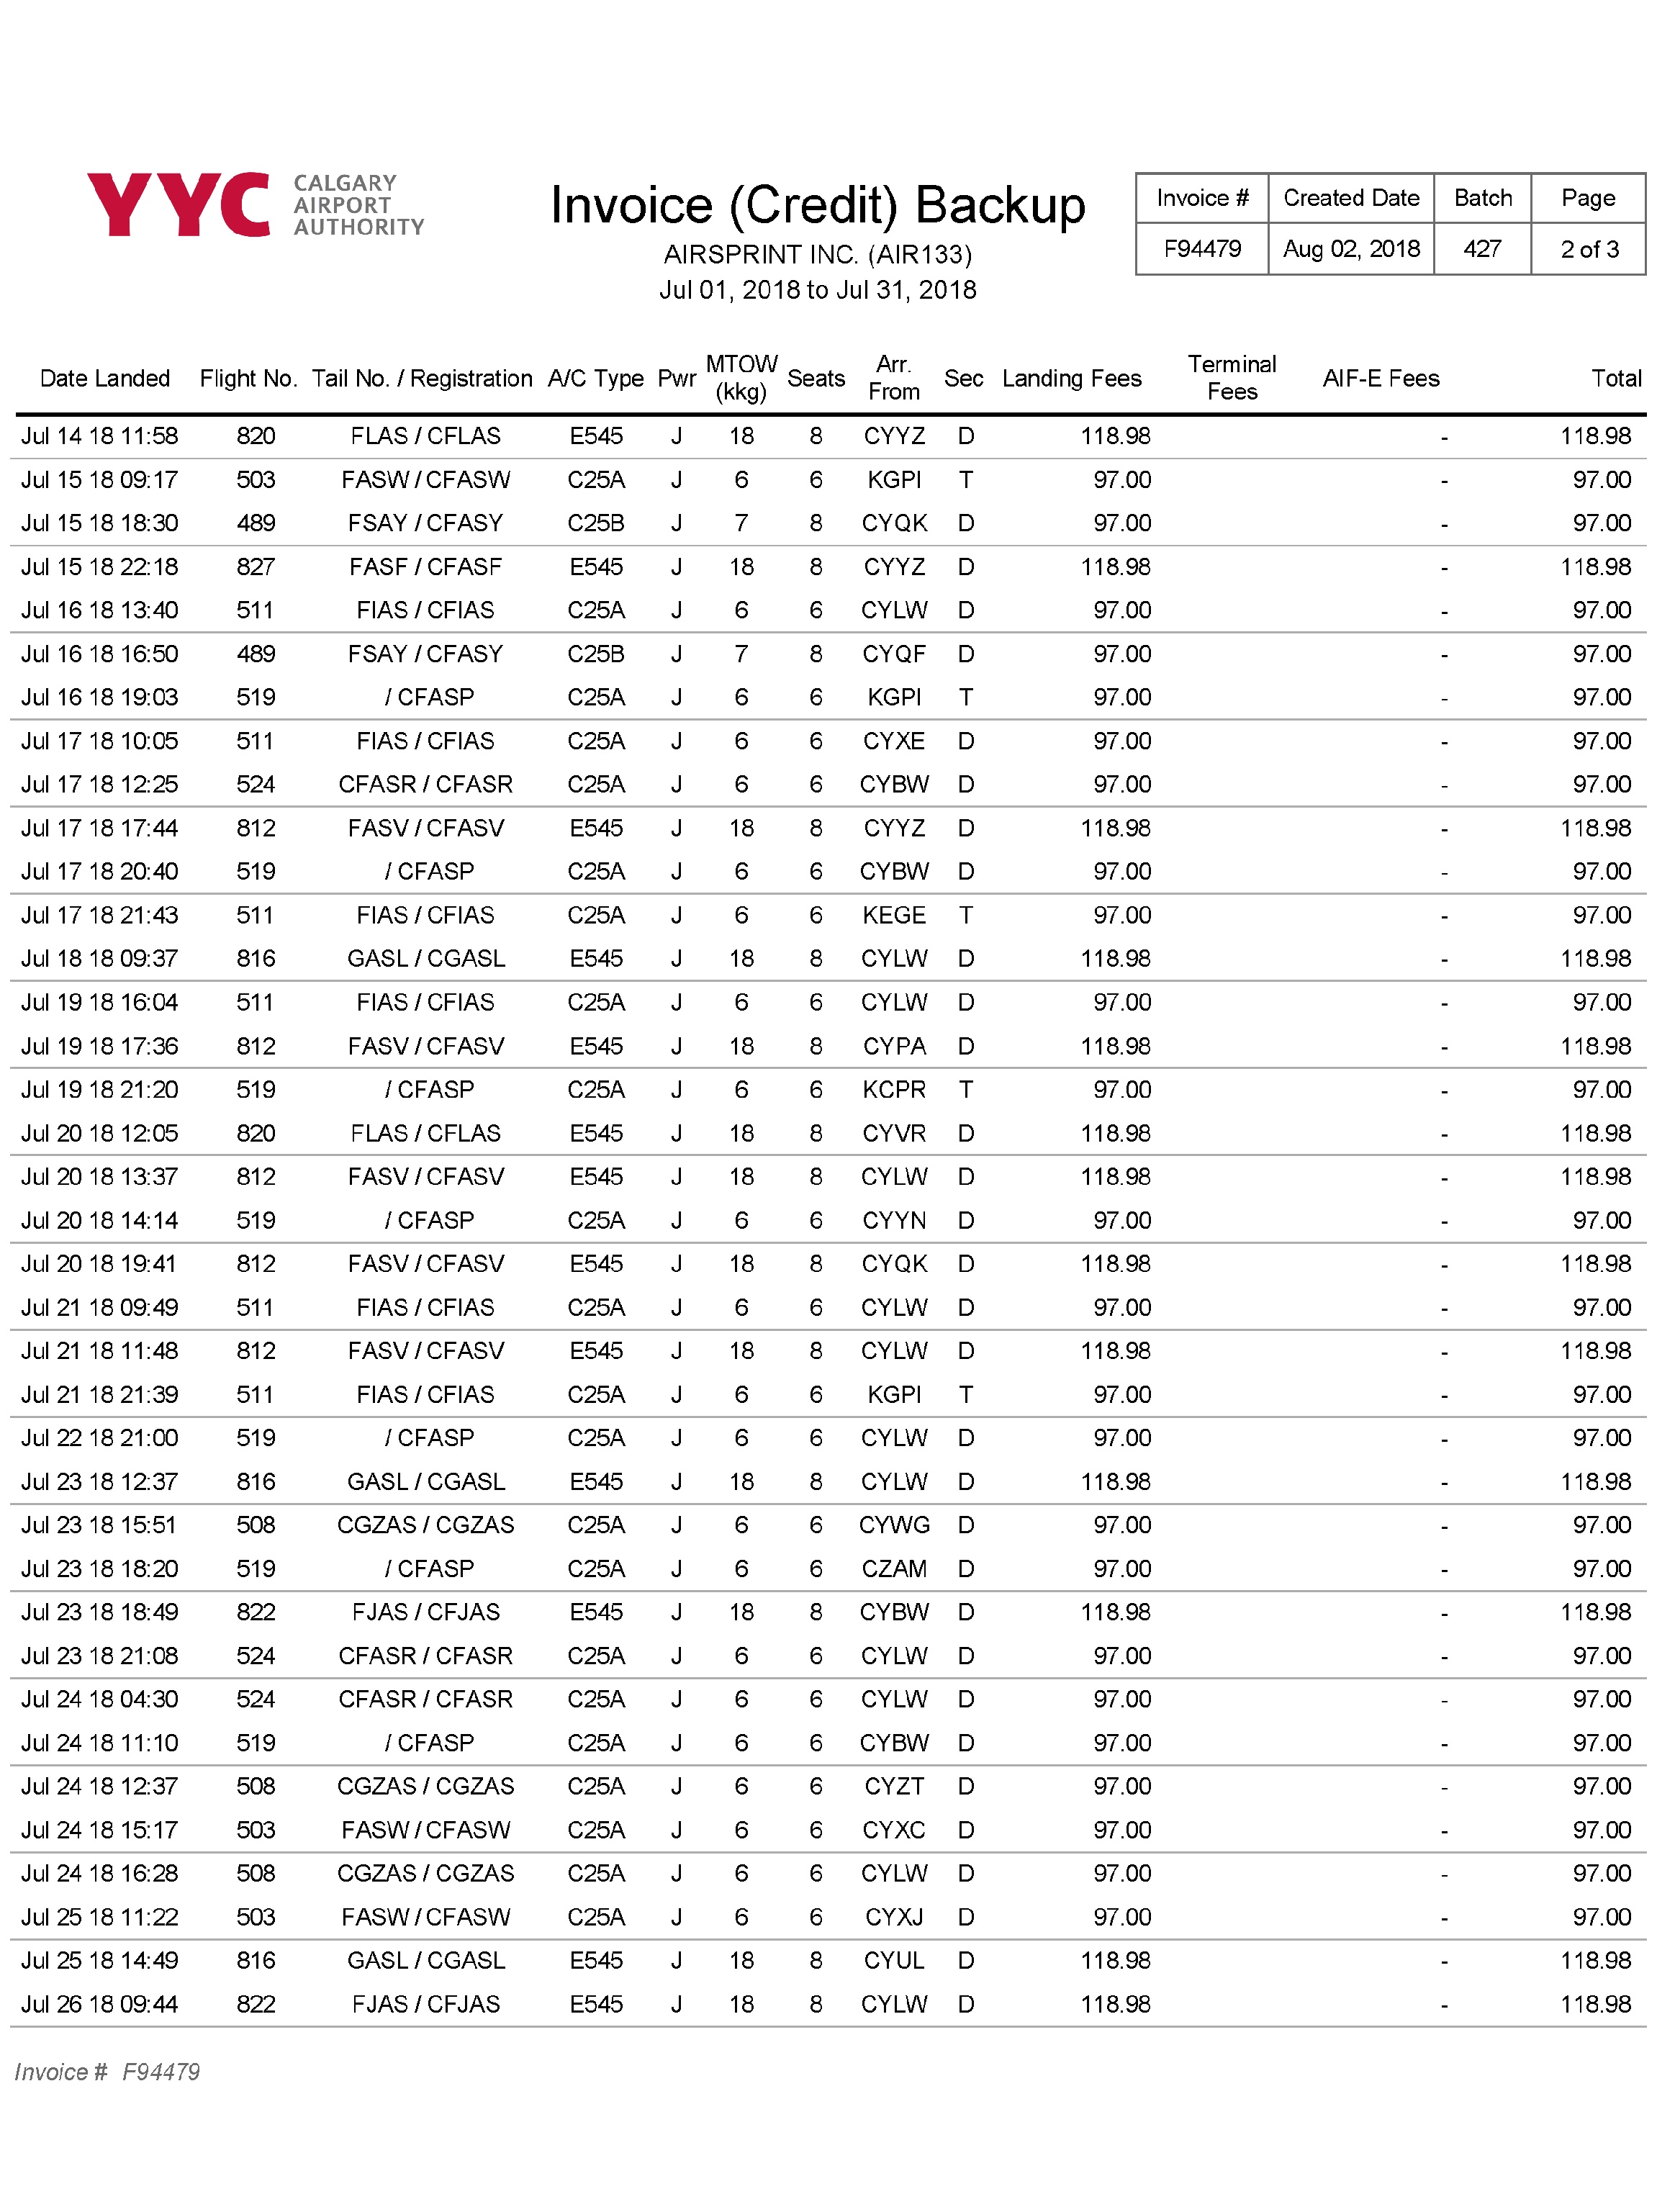 YYC CALGARY
AIRPORT
AUTHORITY
Invoice (Credit) Backup
AIRSPRINT INC. (AIR133)
Jul 01, 2018 to Jul 31, 2018
Invoice # Created Date Batch Page
F94479 Aug 02, 2018 427 2 of 3
Date Landed Flight No. Tail No. / Registration A/C Type Pwr MTOW (kkg) Seats Arr. From Sec Landing Fees Terminal Fees AIF-E Fees Total
Jul 14 18 11:58 820 FLAS / CFLAS E545 J 18 8 CYYZ D 118.98 - 118.98
Jul 15 18 09:17 503 FASW / CFASW C25A J 6 6 KGPI T 97.00 - 97.00
Jul 15 18 18:30 489 FSAY / CFASY C25B J 7 8 CYQK D 97.00 - 97.00
Jul 15 18 22:18 827 FASF / CFASF E545 J 18 8 CYYZ D 118.98 - 118.98
Jul 16 18 13:40 511 FIAS / CFIAS C25A J 6 6 CYLW D 97.00 - 97.00
Jul 16 18 16:50 489 FSAY / CFASY C25B J 7 8 CYQF D 97.00 - 97.00
Jul 16 18 19:03 519 / CFASP C25A J 6 6 KGPI T 97.00 - 97.00
Jul 17 18 10:05 511 FIAS / CFIAS C25A J 6 6 CYXE D 97.00 - 97.00
Jul 17 18 12:25 524 CFASR / CFASR C25A J 6 6 CYBW D 97.00 - 97.00
Jul 17 18 17:44 812 FASV / CFASV E545 J 18 8 CYYZ D 118.98 - 118.98
Jul 17 18 20:40 519 / CFASP C25A J 6 6 CYBW D 97.00 - 97.00
Jul 17 18 21:43 511 FIAS / CFIAS C25A J 6 6 KEGE T 97.00 - 97.00
Jul 18 18 09:37 816 GASL / CGASL E545 J 18 8 CYLW D 118.98 - 118.98
Jul 19 18 16:04 511 FIAS / CFIAS C25A J 6 6 CYLW D 97.00 - 97.00
Jul 19 18 17:36 812 FASV / CFASV E545 J 18 8 CYPA D 118.98 - 118.98
Jul 19 18 21:20 519 / CFASP C25A J 6 6 KCPR T 97.00 - 97.00
Jul 20 18 12:05 820 FLAS / CFLAS E545 J 18 8 CYVR D 118.98 - 118.98
Jul 20 18 13:37 812 FASV / CFASV E545 J 18 8 CYLW D 118.98 - 118.98
Jul 20 18 14:14 519 / CFASP C25A J 6 6 CYYN D 97.00 - 97.00
Jul 20 18 19:41 812 FASV / CFASV E545 J 18 8 CYQK D 118.98 - 118.98
Jul 21 18 09:49 511 FIAS / CFIAS C25A J 6 6 CYLW D 97.00 - 97.00
Jul 21 18 11:48 812 FASV / CFASV E545 J 18 8 CYLW D 118.98 - 118.98
Jul 21 18 21:39 511 FIAS / CFIAS C25A J 6 6 KGPI T 97.00 - 97.00
Jul 22 18 21:00 519 / CFASP C25A J 6 6 CYLW D 97.00 - 97.00
Jul 23 18 12:37 816 GASL / CGASL E545 J 18 8 CYLW D 118.98 - 118.98
Jul 23 18 15:51 508 CGZAS / CGZAS C25A J 6 6 CYWG D 97.00 - 97.00
Jul 23 18 18:20 519 / CFASP C25A J 6 6 CZAM D 97.00 - 97.00
Jul 23 18 18:49 822 FJAS / CFJAS E545 J 18 8 CYBW D 118.98 - 118.98
Jul 23 18 21:08 524 CFASR / CFASR C25A J 6 6 CYLW D 97.00 - 97.00
Jul 24 18 04:30 524 CFASR / CFASR C25A J 6 6 CYLW D 97.00 - 97.00
Jul 24 18 11:10 519 / CFASP C25A J 6 6 CYBW D 97.00 - 97.00
Jul 24 18 12:37 508 CGZAS / CGZAS C25A J 6 6 CYZT D 97.00 - 97.00
Jul 24 18 15:17 503 FASW / CFASW C25A J 6 6 CYXC D 97.00 - 97.00
Jul 24 18 16:28 508 CGZAS / CGZAS C25A J 6 6 CYLW D 97.00 - 97.00
Jul 25 18 11:22 503 FASW / CFASW C25A J 6 6 CYXJ D 97.00 - 97.00
Jul 25 18 14:49 816 GASL / CGASL E545 J 18 8 CYUL D 118.98 - 118.98
Jul 26 18 09:44 822 FJAS / CFJAS E545 J 18 8 CYLW D 118.98 - 118.98
Invoice # F94479